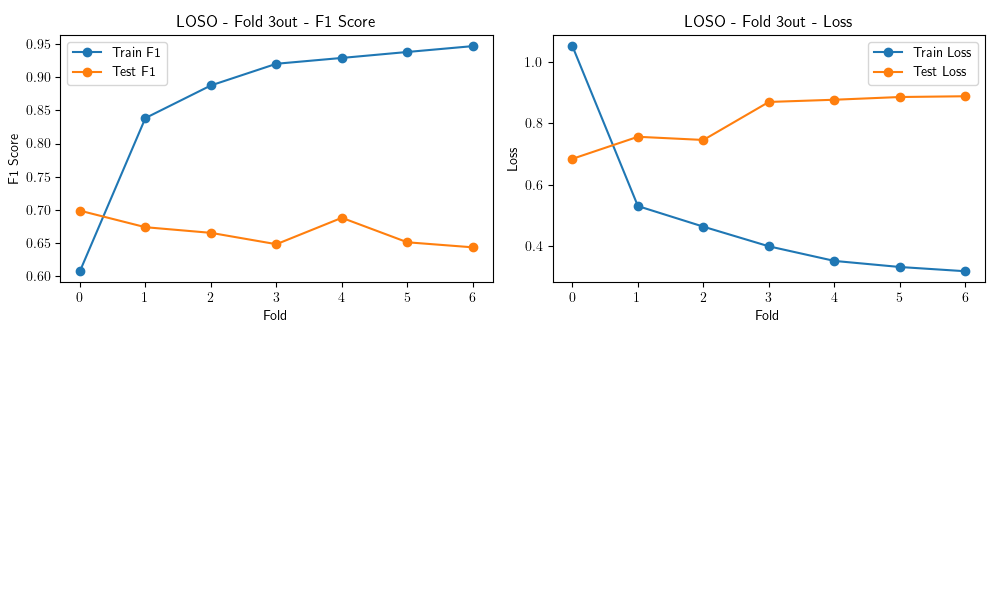 LOSO - Fold 3out - F1 Score
Train F1
Test F1
F1 Score
0.95
0.90
0.85
0.80
0.75
0.70
0.65
0.60
0 1 2 3 4 5 6
Fold
LOSO - Fold 3out - Loss
Train Loss
Test Loss
Loss
1.0
0.8
0.6
0.4
0 1 2 3 4 5 6
Fold